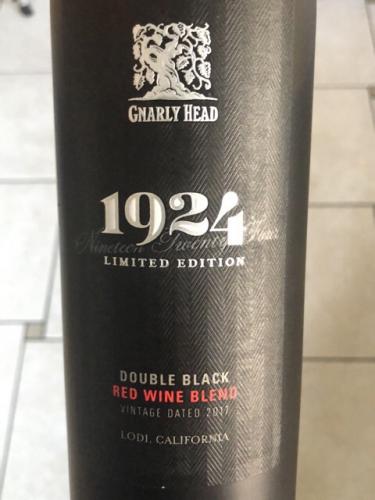 GNARLY HEAD
1924
Nineteen Twenty Four
LIMITED EDITION
DOUBLE BLACK
RED WINE BLEND
VINTAGE DATED 2017
LODI, CALIFORNIA